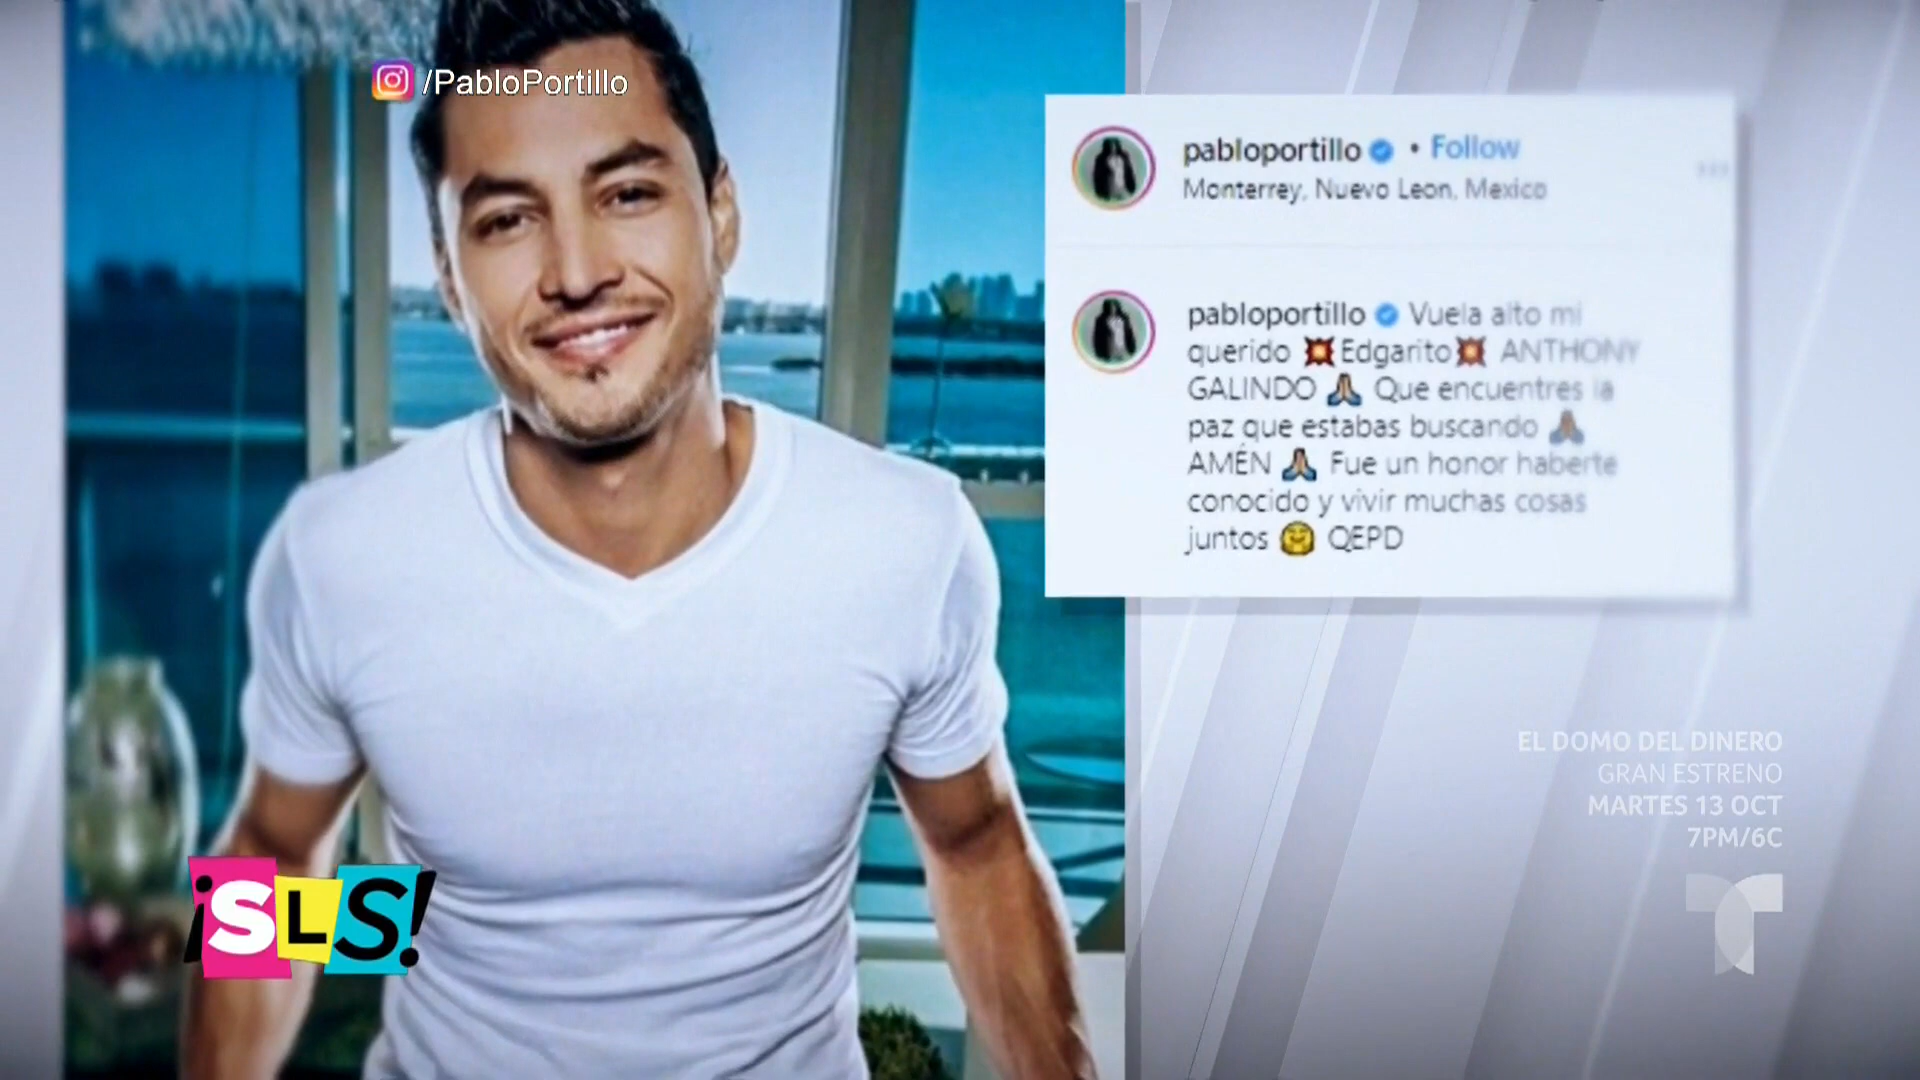 /PabloPortillo
pabloportillo • Follow
Monterrey, Nuevo Leon, Mexico
pabloportillo Vuela alto mi
querido 💥Edgarito💥 ANTHONY
GALINDO 🙏🏽 Que encuentres la
paz que estabas buscando 🙏🏽
AMÉN 🙏🏽 Fue un honor haberte
conocido y vivir muchas cosas
juntos 🤗 QEPD
EL DOMO DEL DINERO
GRAN ESTRENO
MARTES 13 OCT
7PM/6C
¡SLS!